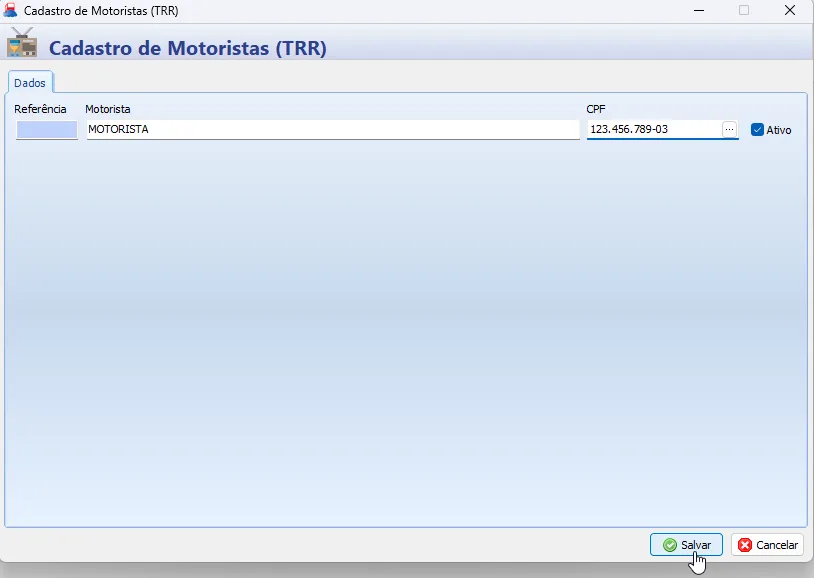 Cadastro de Motoristas (TRR)
Cadastro de Motoristas (TRR)
Dados
Referência Motorista CPF
MOTORISTA 123.456.789-03 ... Ativo
Salvar Cancelar